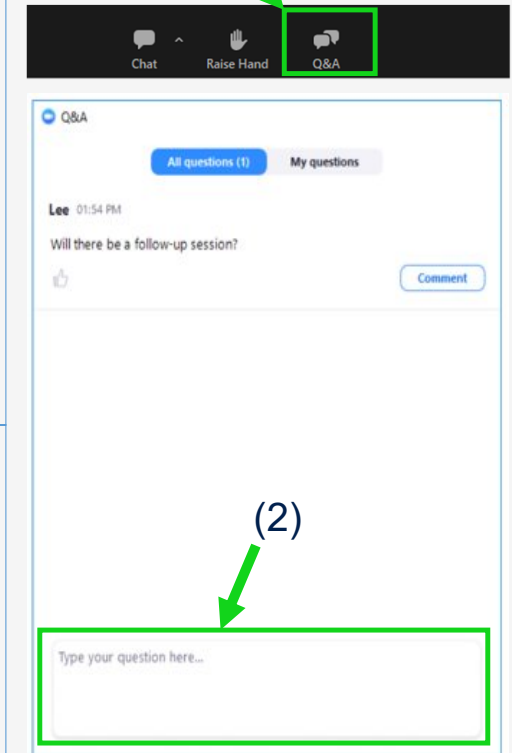 Chat Raise Hand Q&A
Q&A
All questions (1) My questions
Lee 01:54 PM
Will there be a follow-up session?
Comment
(2)
Type your question here...